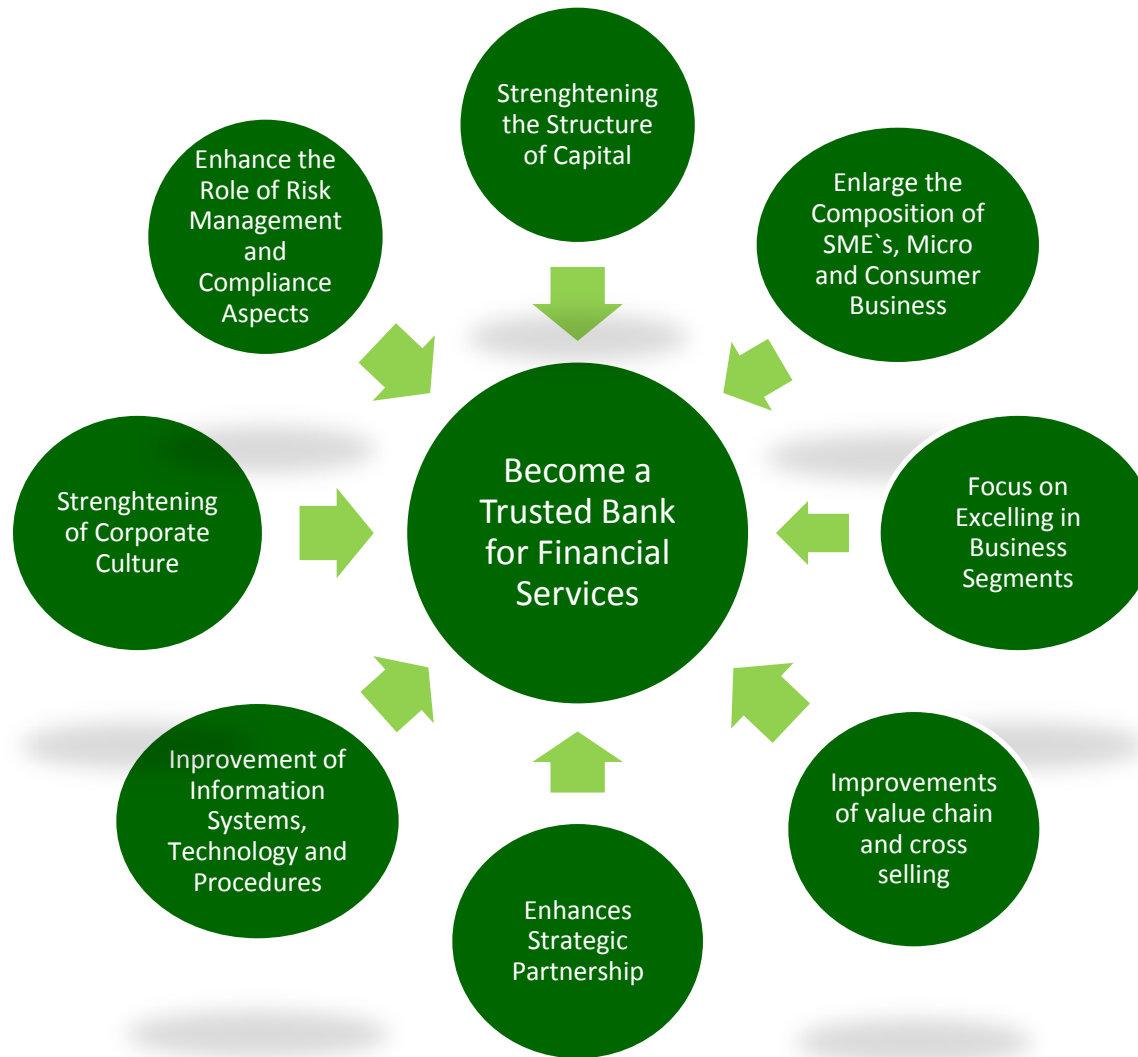 Strenghtening
the Structure
of Capital
Enlarge the
Composition of
SME`s, Micro
and Consumer
Business
Focus on
Excelling in
Business
Segments
Improvements
of value chain
and cross
selling
Enhances
Strategic
Partnership
Inprovement of
Information
Systems,
Technology and
Procedures
Strenghtening
of Corporate
Culture
Enhance the
Role of Risk
Management
and
Compliance
Aspects
Become a
Trusted Bank
for Financial
Services